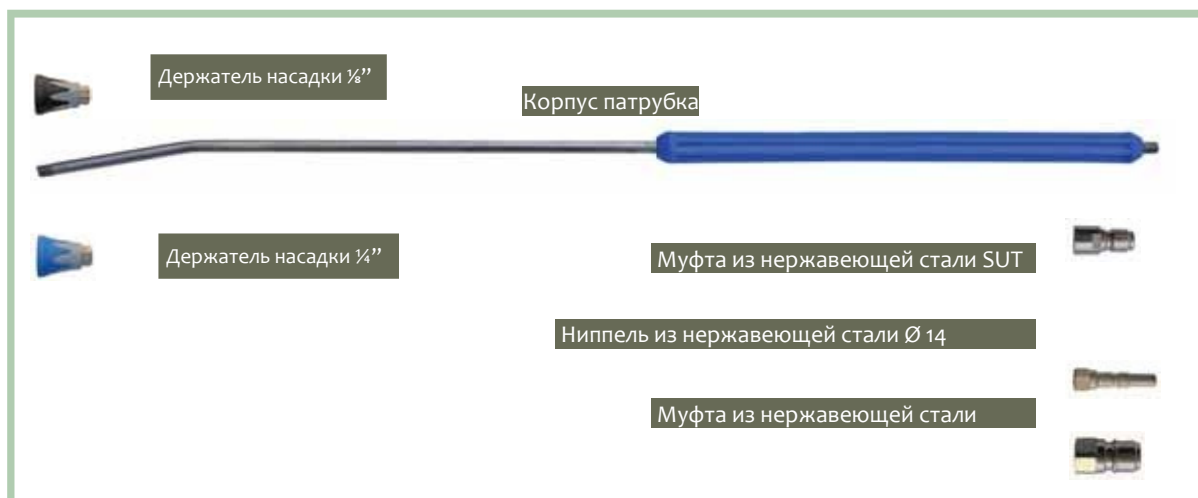 Держатель насадки ⅛”
Корпус патрубка
Держатель насадки ¼”
Муфта из нержавеющей стали SUT
Ниппель из нержавеющей стали Ø 14
Муфта из нержавеющей стали